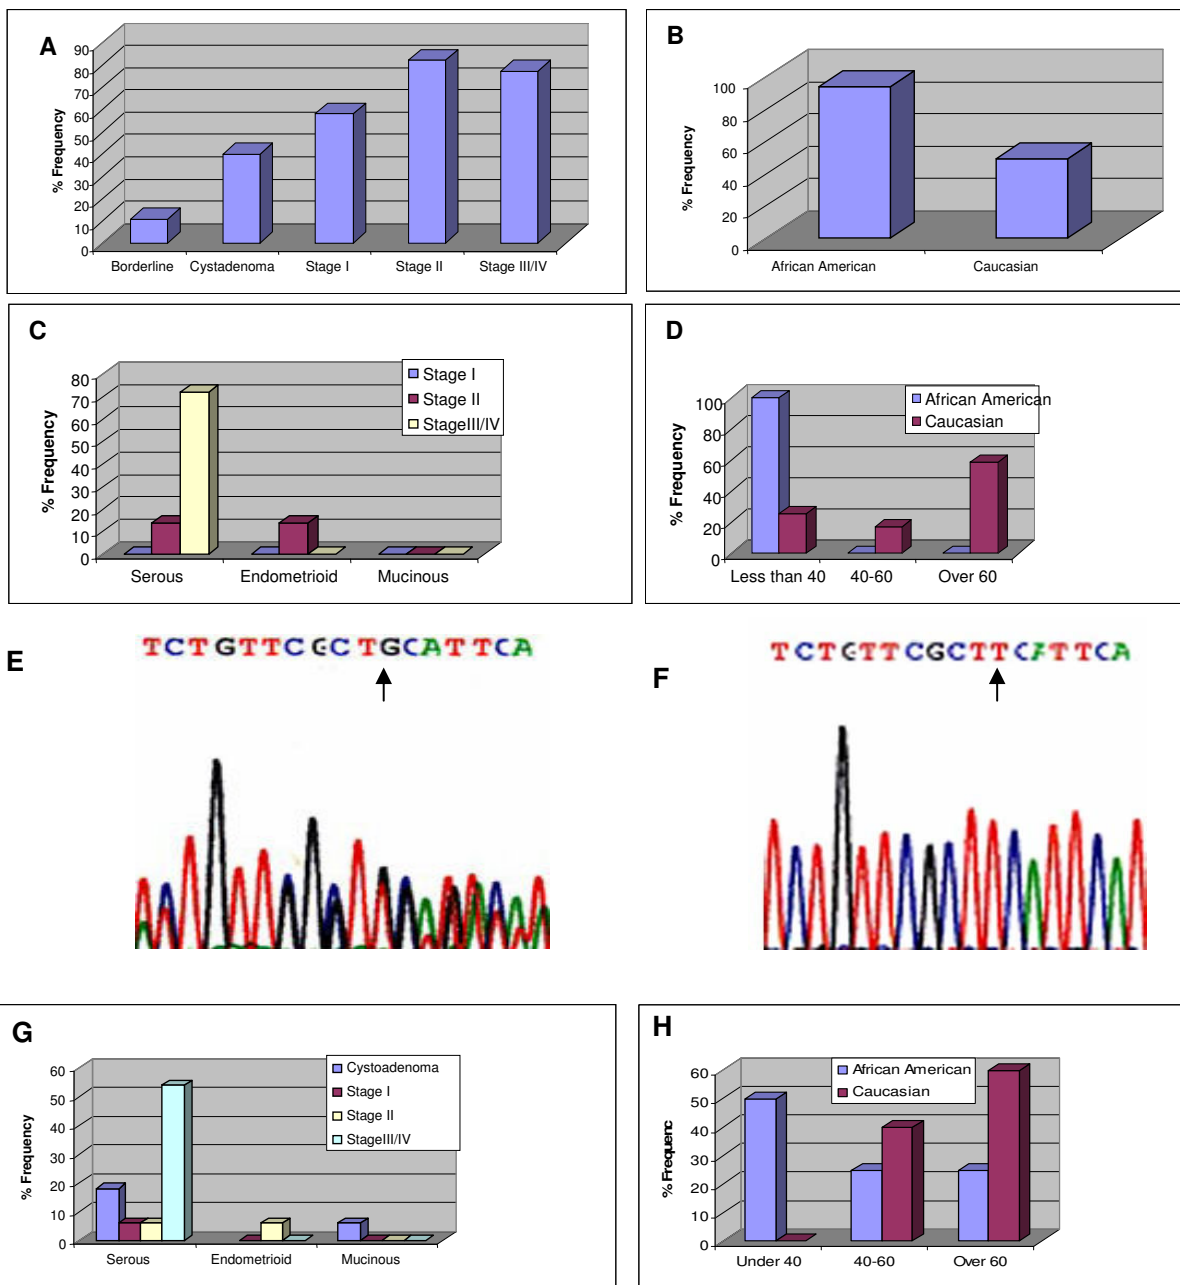 A
% Frequency
90
80
70
60
50
40
30
20
10
0
Borderline Cystadenoma Stage I Stage II Stage III/IV
B
% Frequency
100
80
60
40
20
0
African American Caucasian
C
% Frequency
80
70
60
50
40
30
20
10
0
Stage I
Stage II
StageIII/IV
Serous Endometrioid Mucinous
D
% Frequency
100
80
60
40
20
0
African American
Caucasian
Less than 40 40-60 Over 60
E
TCTGTTCGCTGCATTCA
F
TCTGTTCGCTTCATTCA
G
% Frequency
60
50
40
30
20
10
0
Cystoadenoma
Stage I
Stage II
StageIII/IV
Serous Endometrioid Mucinous
H
% Frequenc
60
50
40
30
20
10
0
African American
Caucasian
Under 40 40-60 Over 60